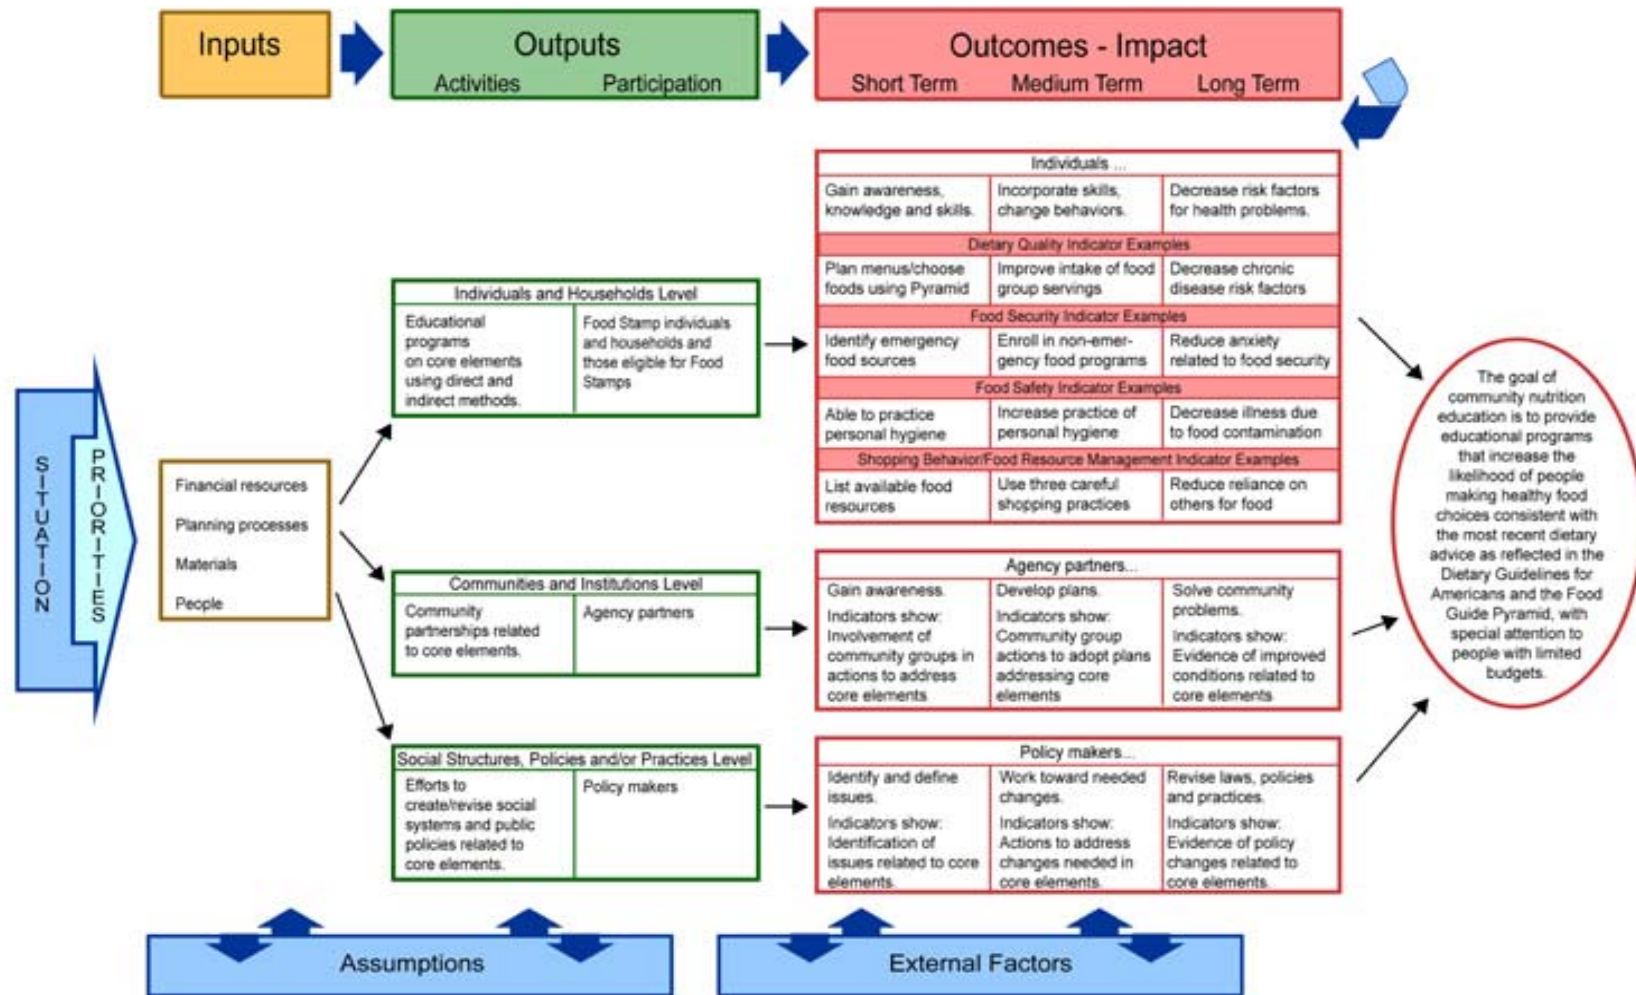 Inputs
Outputs
Activities Participation
Outcomes - Impact
Short Term Medium Term Long Term
SITUATION
PRIORITIES
Financial resources
Planning processes
Materials
People
Individuals and Households Level
Educational
programs
on core elements
using direct and
indirect methods.
Food Stamp individuals
and households and
those eligible for Food
Stamps
Communities and Institutions Level
Community
partnerships related
to core elements.
Agency partners
Social Structures, Policies and/or Practices Level
Efforts to
create/revise social
systems and public
policies related to
core elements.
Policy makers
Individuals ...
Gain awareness,
knowledge and skills.
Incorporate skills,
change behaviors.
Decrease risk factors
for health problems.
Dietary Quality Indicator Examples
Plan menus/choose
foods using Pyramid
Improve intake of food
group servings
Decrease chronic
disease risk factors
Food Security Indicator Examples
Identify emergency
food sources
Enroll in non-emer-
gency food programs
Reduce anxiety
related to food security
Food Safety Indicator Examples
Able to practice
personal hygiene
Increase practice of
personal hygiene
Decrease illness due
to food contamination
Shopping Behavior/Food Resource Management Indicator Examples
List available food
resources
Use three careful
shopping practices
Reduce reliance on
others for food
Agency partners...
Gain awareness.
Indicators show:
Involvement of
community groups in
actions to address
core elements
Develop plans.
Indicators show:
Community group
actions to adopt plans
addressing core
elements
Solve community
problems.
Indicators show:
Evidence of improved
conditions related to
core elements
Policy makers...
Identify and define
issues.
Indicators show:
Identification of
issues related to core
elements.
Work toward needed
changes.
Indicators show:
Actions to address
changes needed in
core elements.
Revise laws, policies
and practices.
Indicators show:
Evidence of policy
changes related to
core elements.
The goal of
community nutrition
education is to provide
educational programs
that increase the
likelihood of people
making healthy food
choices consistent with
the most recent dietary
advice as reflected in the
Dietary Guidelines for
Americans and the Food
Guide Pyramid, with
special attention to
people with limited
budgets.
Assumptions
External Factors